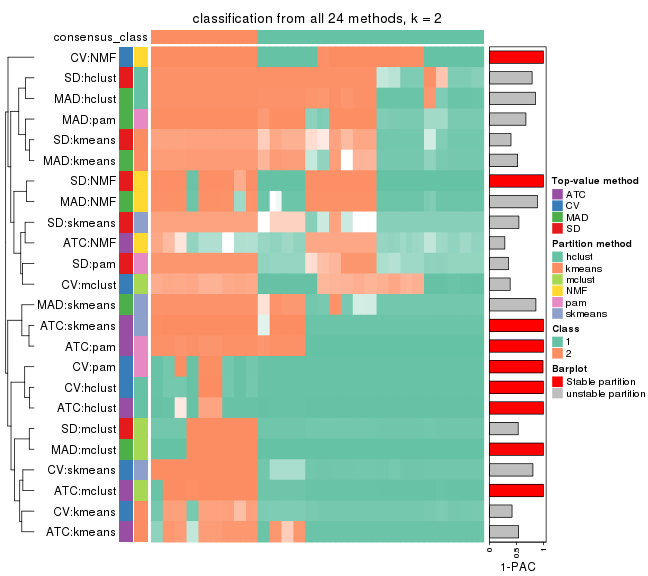 classification from all 24 methods, k = 2
consensus_class
CV:NMF
SD:hclust
MAD:hclust
MAD:pam
SD:kmeans
MAD:kmeans
SD:NMF
MAD:NMF
SD:skmeans
ATC:NMF
SD:pam
CV:mclust
MAD:skmeans
ATC:skmeans
ATC:pam
CV:pam
CV:hclust
ATC:hclust
SD:mclust
MAD:mclust
CV:skmeans
ATC:mclust
CV:kmeans
ATC:kmeans
0
0.5
1
1-PAC
Top-value method
ATC
CV
MAD
SD
Partition method
hclust
kmeans
mclust
NMF
pam
skmeans
Class
1
2
Barplot
Stable partition
unstable partition